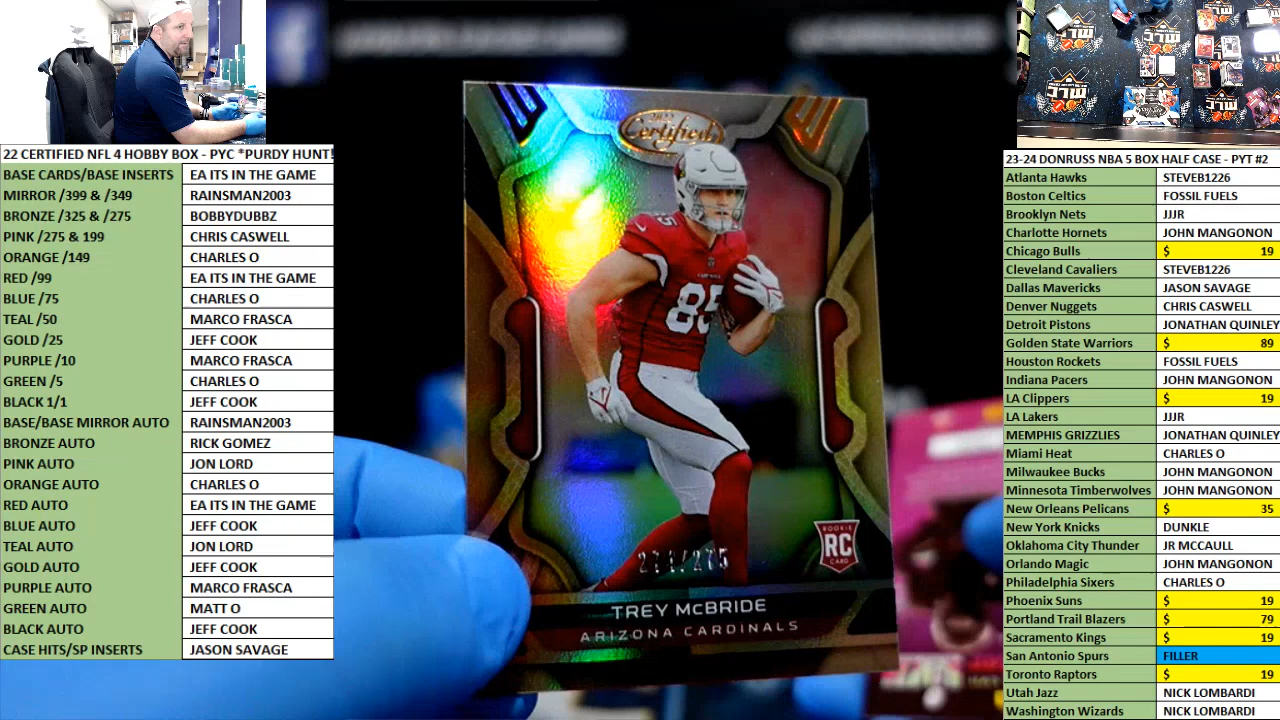 22 CERTIFIED NFL 4 HOBBY BOX - PYC *PURDY HUNT!
BASE CARDS/BASE INSERTS EA ITS IN THE GAME
MIRROR /399 & /349 RAINSMAN2003
BRONZE /325 & /275 BOBBYDUBBZ
PINK /275 & 199 CHRIS CASWELL
ORANGE /149 CHARLES O
RED /99 EA ITS IN THE GAME
BLUE /75 CHARLES O
TEAL /50 MARCO FRASCA
GOLD /25 JEFF COOK
PURPLE /10 MARCO FRASCA
GREEN /5 CHARLES O
BLACK 1/1 JEFF COOK
BASE/BASE MIRROR AUTO RAINSMAN2003
BRONZE AUTO RICK GOMEZ
PINK AUTO JON LORD
ORANGE AUTO CHARLES O
RED AUTO EA ITS IN THE GAME
BLUE AUTO JEFF COOK
TEAL AUTO JON LORD
GOLD AUTO JEFF COOK
PURPLE AUTO MARCO FRASCA
GREEN AUTO MATT O
BLACK AUTO JEFF COOK
CASE HITS/SP INSERTS JASON SAVAGE
Certified
85
85
ROOKIE
RC
CARD
/275
TREY McBRIDE
ARIZONA CARDINALS
23-24 DONRUSS NBA 5 BOX HALF CASE - PYT #2
Atlanta Hawks STEVEB1226
Boston Celtics FOSSIL FUELS
Brooklyn Nets JJJR
Charlotte Hornets JOHN MANGONON
Chicago Bulls $ 19
Cleveland Cavaliers STEVEB1226
Dallas Mavericks JASON SAVAGE
Denver Nuggets CHRIS CASWELL
Detroit Pistons JONATHAN QUINLEY
Golden State Warriors $ 89
Houston Rockets FOSSIL FUELS
Indiana Pacers JOHN MANGONON
LA Clippers $ 19
LA Lakers JJJR
MEMPHIS GRIZZLIES JONATHAN QUINLEY
Miami Heat CHARLES O
Milwaukee Bucks JOHN MANGONON
Minnesota Timberwolves JOHN MANGONON
New Orleans Pelicans $ 35
New York Knicks DUNKLE
Oklahoma City Thunder JR MCCAULL
Orlando Magic JOHN MANGONON
Philadelphia Sixers CHARLES O
Phoenix Suns $ 19
Portland Trail Blazers $ 79
Sacramento Kings $ 19
San Antonio Spurs FILLER
Toronto Raptors $ 19
Utah Jazz NICK LOMBARDI
Washington Wizards NICK LOMBARDI